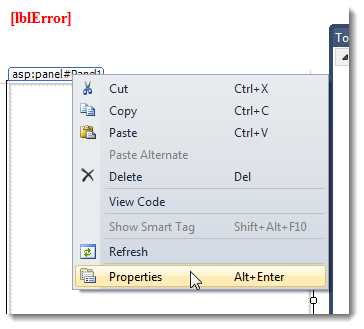 [lblError]
To
asp:panel#Panel1
Cut Ctrl+X
Copy Ctrl+C
Paste Ctrl+V
Paste Alternate
Delete Del
View Code
Show Smart Tag Shift+Alt+F10
Refresh
Properties Alt+Enter